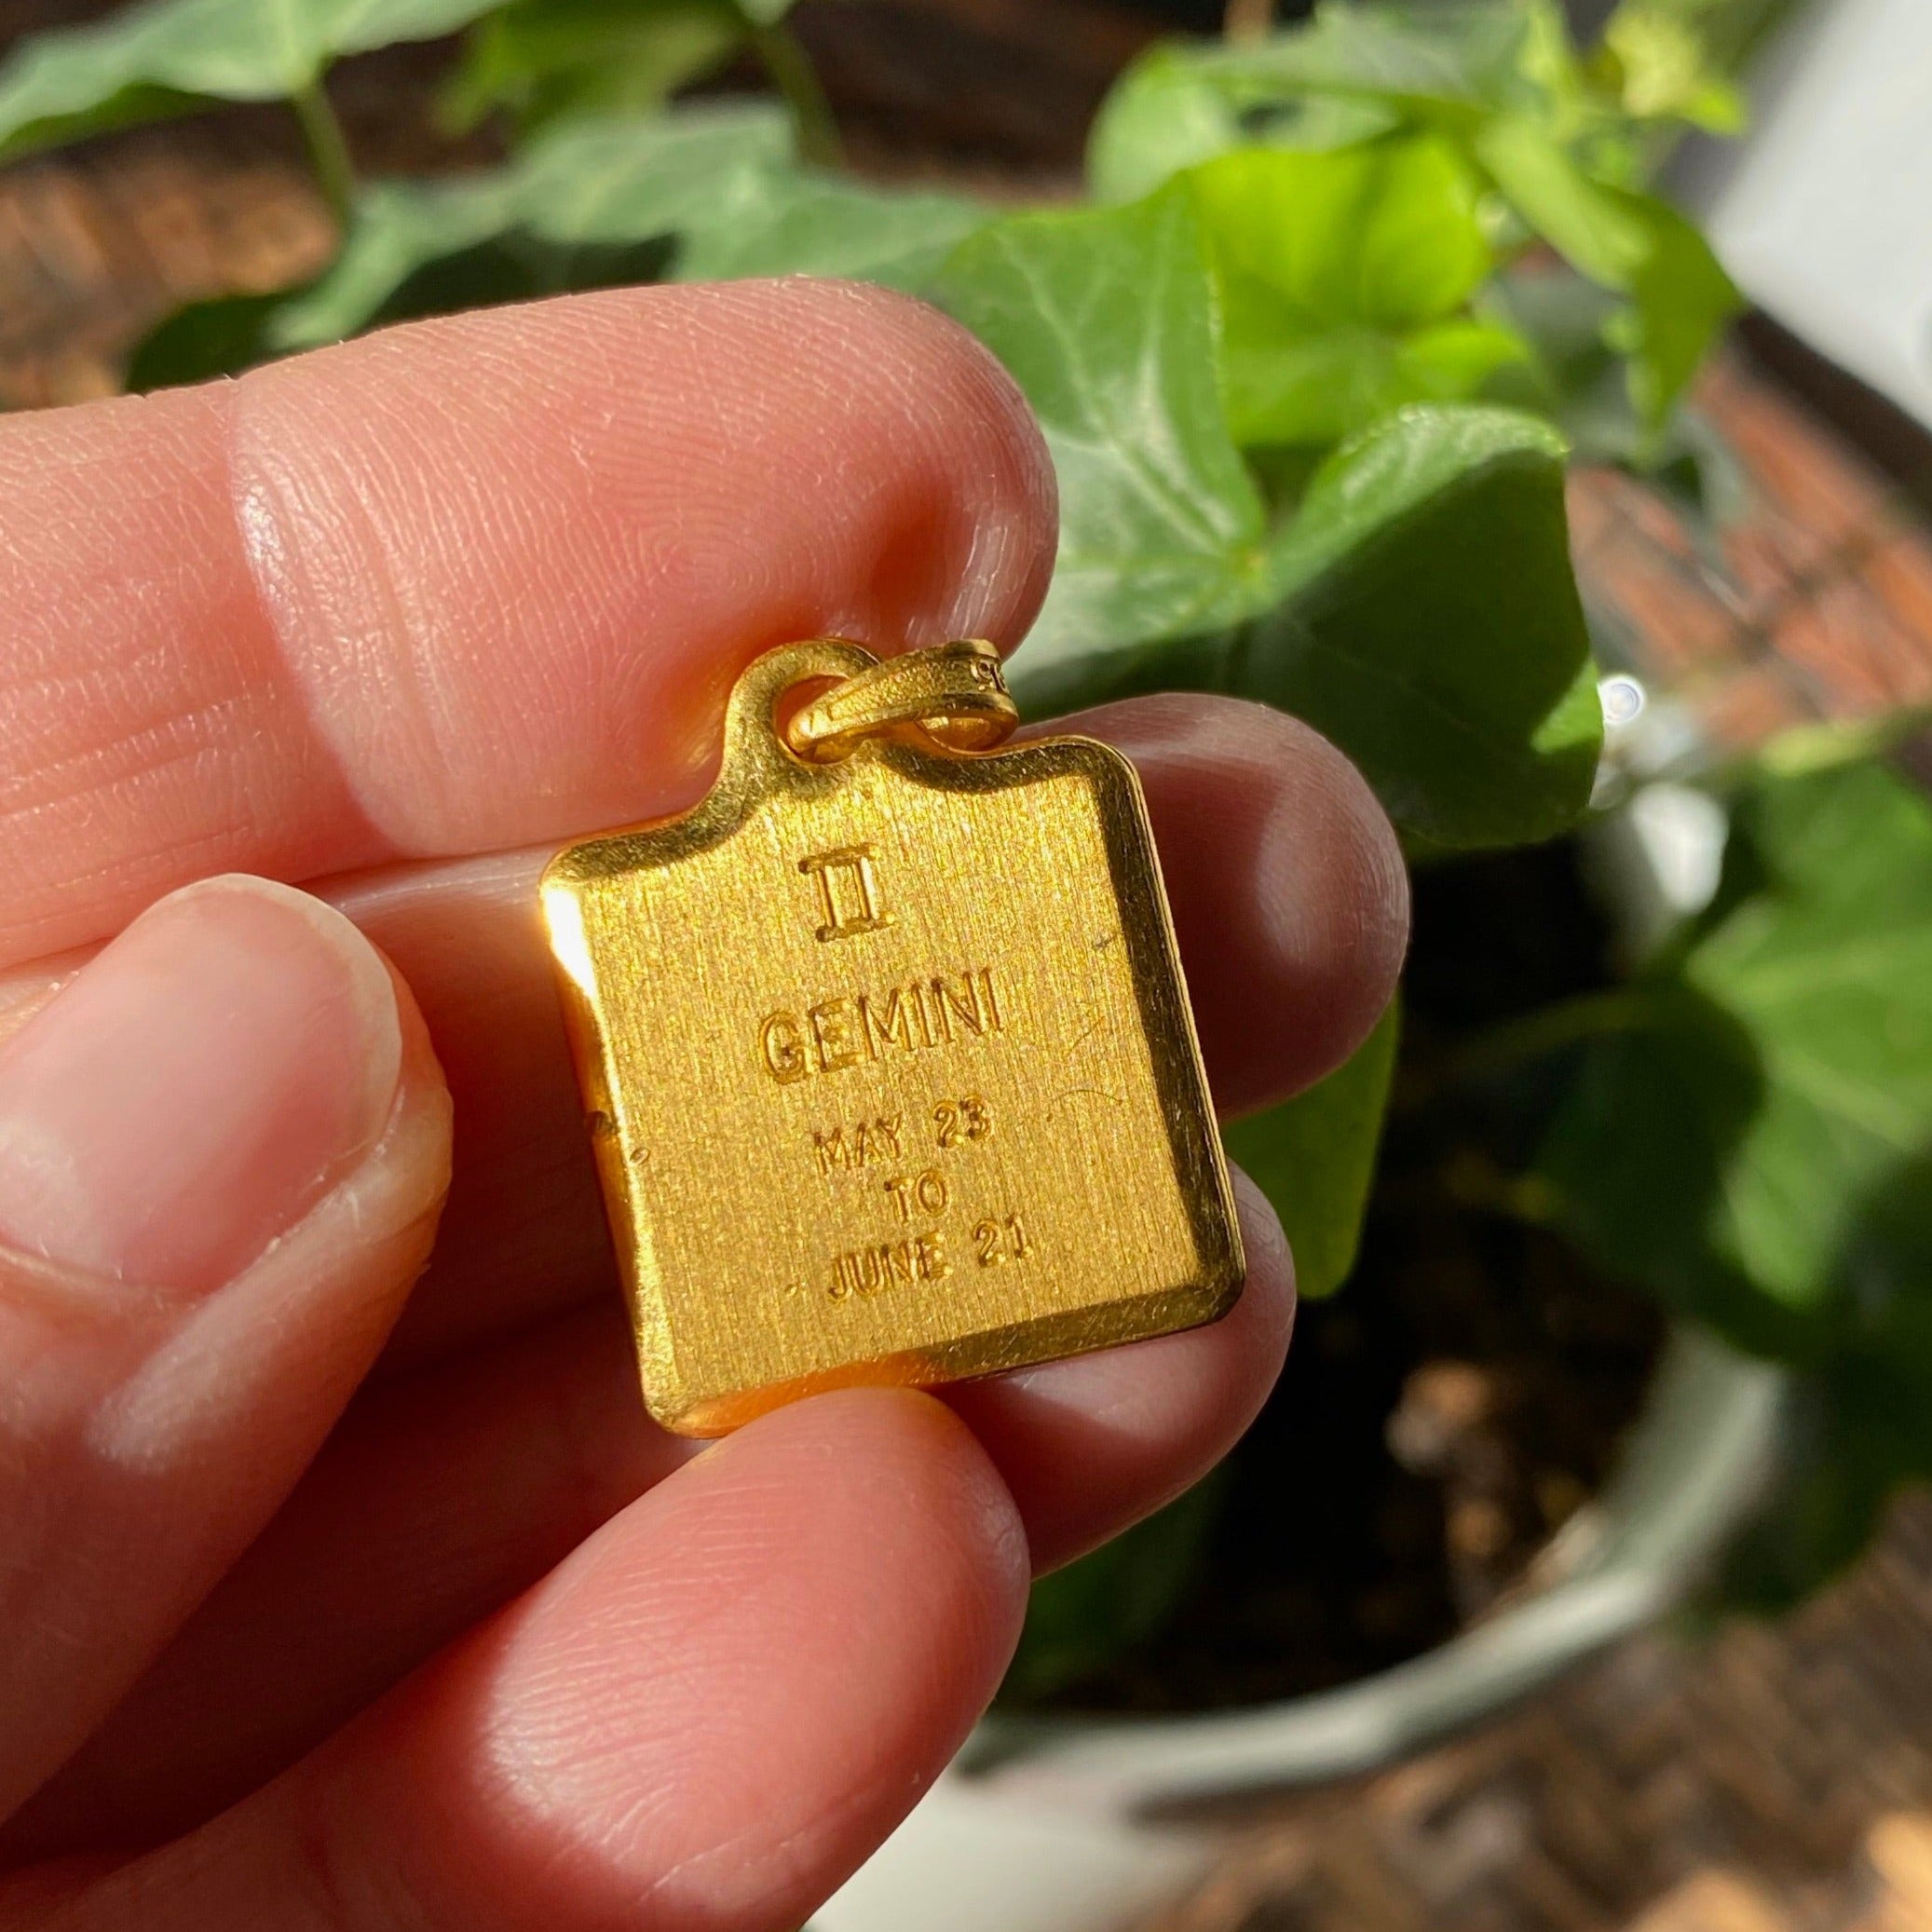 ♊
GEMINI
MAY 23
TO
JUNE 21